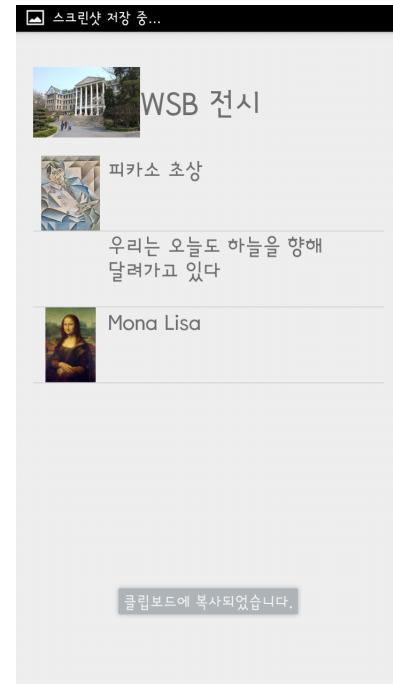 스크린샷 저장 중...
WSB 전시
피카소 초상
우리는 오늘도 하늘을 향해
달려가고 있다
Mona Lisa
클립보드에 복사되었습니다.